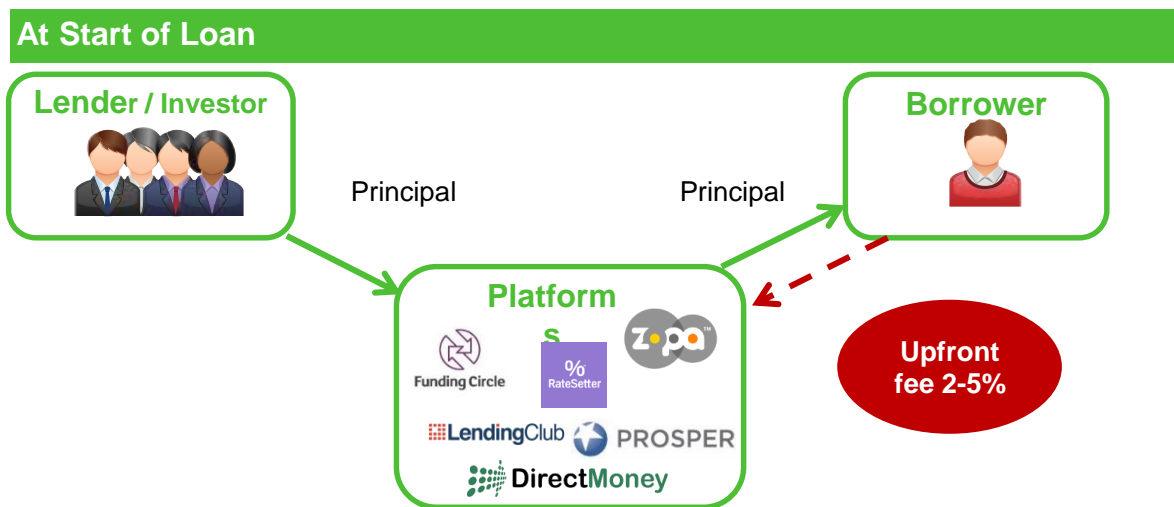 At Start of Loan
Lender / Investor
Borrower
Principal
Principal
Platform
s
zopa™
Funding Circle
%
RateSetter
LendingClub
PROSPER
DirectMoney
Upfront
fee 2-5%